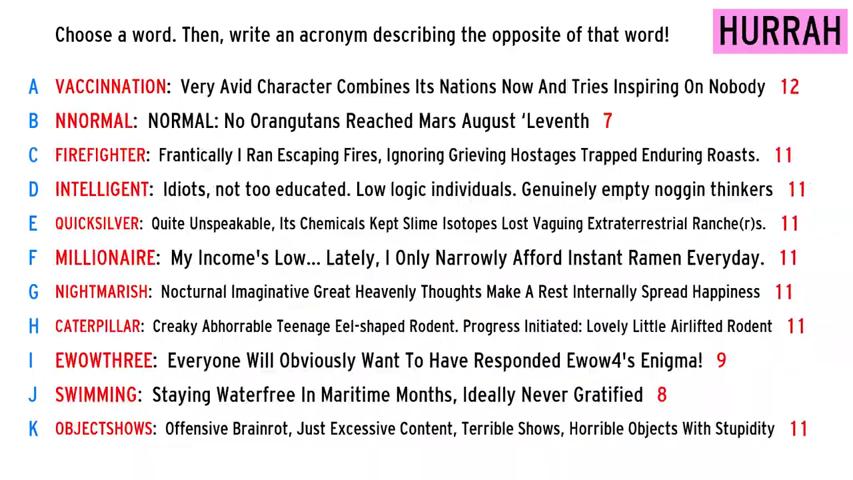 Choose a word. Then, write an acronym describing the opposite of that word!
HURRAH
A VACCINNATION: Very Avid Character Combines Its Nations Now And Tries Inspiring On Nobody 12
B NNORMAL: NORMAL: No Orangutans Reached Mars August ‘Leventh 7
C FIREFIGHTER: Frantically I Ran Escaping Fires, Ignoring Grieving Hostages Trapped Enduring Roasts. 11
D INTELLIGENT: Idiots, not too educated. Low logic individuals. Genuinely empty noggin thinkers 11
E QUICKSILVER: Quite Unspeakable, Its Chemicals Kept Slime Isotopes Lost Vaguing Extraterrestrial Ranche(r)s. 11
F MILLIONAIRE: My Income's Low... Lately, I Only Narrowly Afford Instant Ramen Everyday. 11
G NIGHTMARISH: Nocturnal Imaginative Great Heavenly Thoughts Make A Rest Internally Spread Happiness 11
H CATERPILLAR: Creaky Abhorrable Teenage Eel-shaped Rodent. Progress Initiated: Lovely Little Airlifted Rodent 11
I EWOWTHREE: Everyone Will Obviously Want To Have Responded Ewow4's Enigma! 9
J SWIMMING: Staying Waterfree In Maritime Months, Ideally Never Gratified 8
K OBJECTSHOWS: Offensive Brainrot, Just Excessive Content, Terrible Shows, Horrible Objects With Stupidity 11